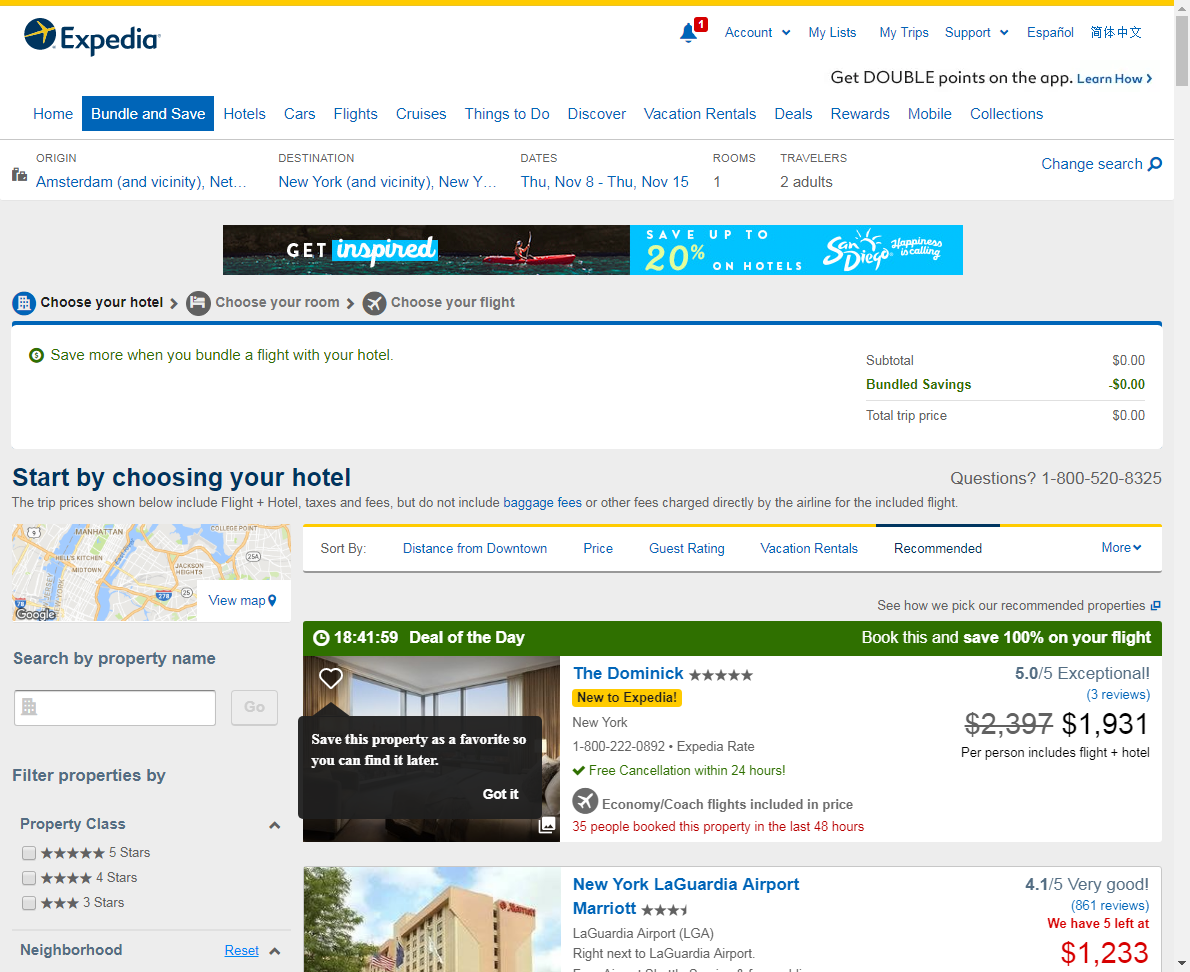 Expedia
1
Account
My Lists
My Trips
Support
Español
简体中文
Get DOUBLE points on the app. Learn How
Home
Bundle and Save
Hotels
Cars
Flights
Cruises
Things to Do
Discover
Vacation Rentals
Deals
Rewards
Mobile
Collections
ORIGIN
Amsterdam (and vicinity), Net...
DESTINATION
New York (and vicinity), New Y...
DATES
Thu, Nov 8 - Thu, Nov 15
ROOMS
1
TRAVELERS
2 adults
Change search
GET inspired
SAVE UP TO
20%
ON HOTELS
San Diego
Happiness is calling
Choose your hotel
Choose your room
Choose your flight
Save more when you bundle a flight with your hotel.
Subtotal $0.00
Bundled Savings -$0.00
Total trip price $0.00
Start by choosing your hotel
Questions? 1-800-520-8325
The trip prices shown below include Flight + Hotel, taxes and fees, but do not include baggage fees or other fees charged directly by the airline for the included flight.
MANHATTAN
COLLEGE POINT
9
HELL'S KITCHEN
MIDTOWN
25A
JACKSON
HEIGHTS
278
25
78
Google
View map
Sort By:
Distance from Downtown
Price
Guest Rating
Vacation Rentals
Recommended
More
See how we pick our recommended properties
Search by property name
Go
Filter properties by
Property Class
5 Stars
4 Stars
3 Stars
Neighborhood
Reset
18:41:59 Deal of the Day
Book this and save 100% on your flight
Save this property as a favorite so
you can find it later.
Got it
The Dominick
New to Expedia!
New York
1-800-222-0892 • Expedia Rate
Free Cancellation within 24 hours!
Economy/Coach flights included in price
35 people booked this property in the last 48 hours
5.0/5 Exceptional!
(3 reviews)
$2,397 $1,931
Per person includes flight + hotel
Marriott
New York LaGuardia Airport
Marriott
LaGuardia Airport (LGA)
Right next to LaGuardia Airport.
4.1/5 Very good!
(861 reviews)
We have 5 left at
$1,233